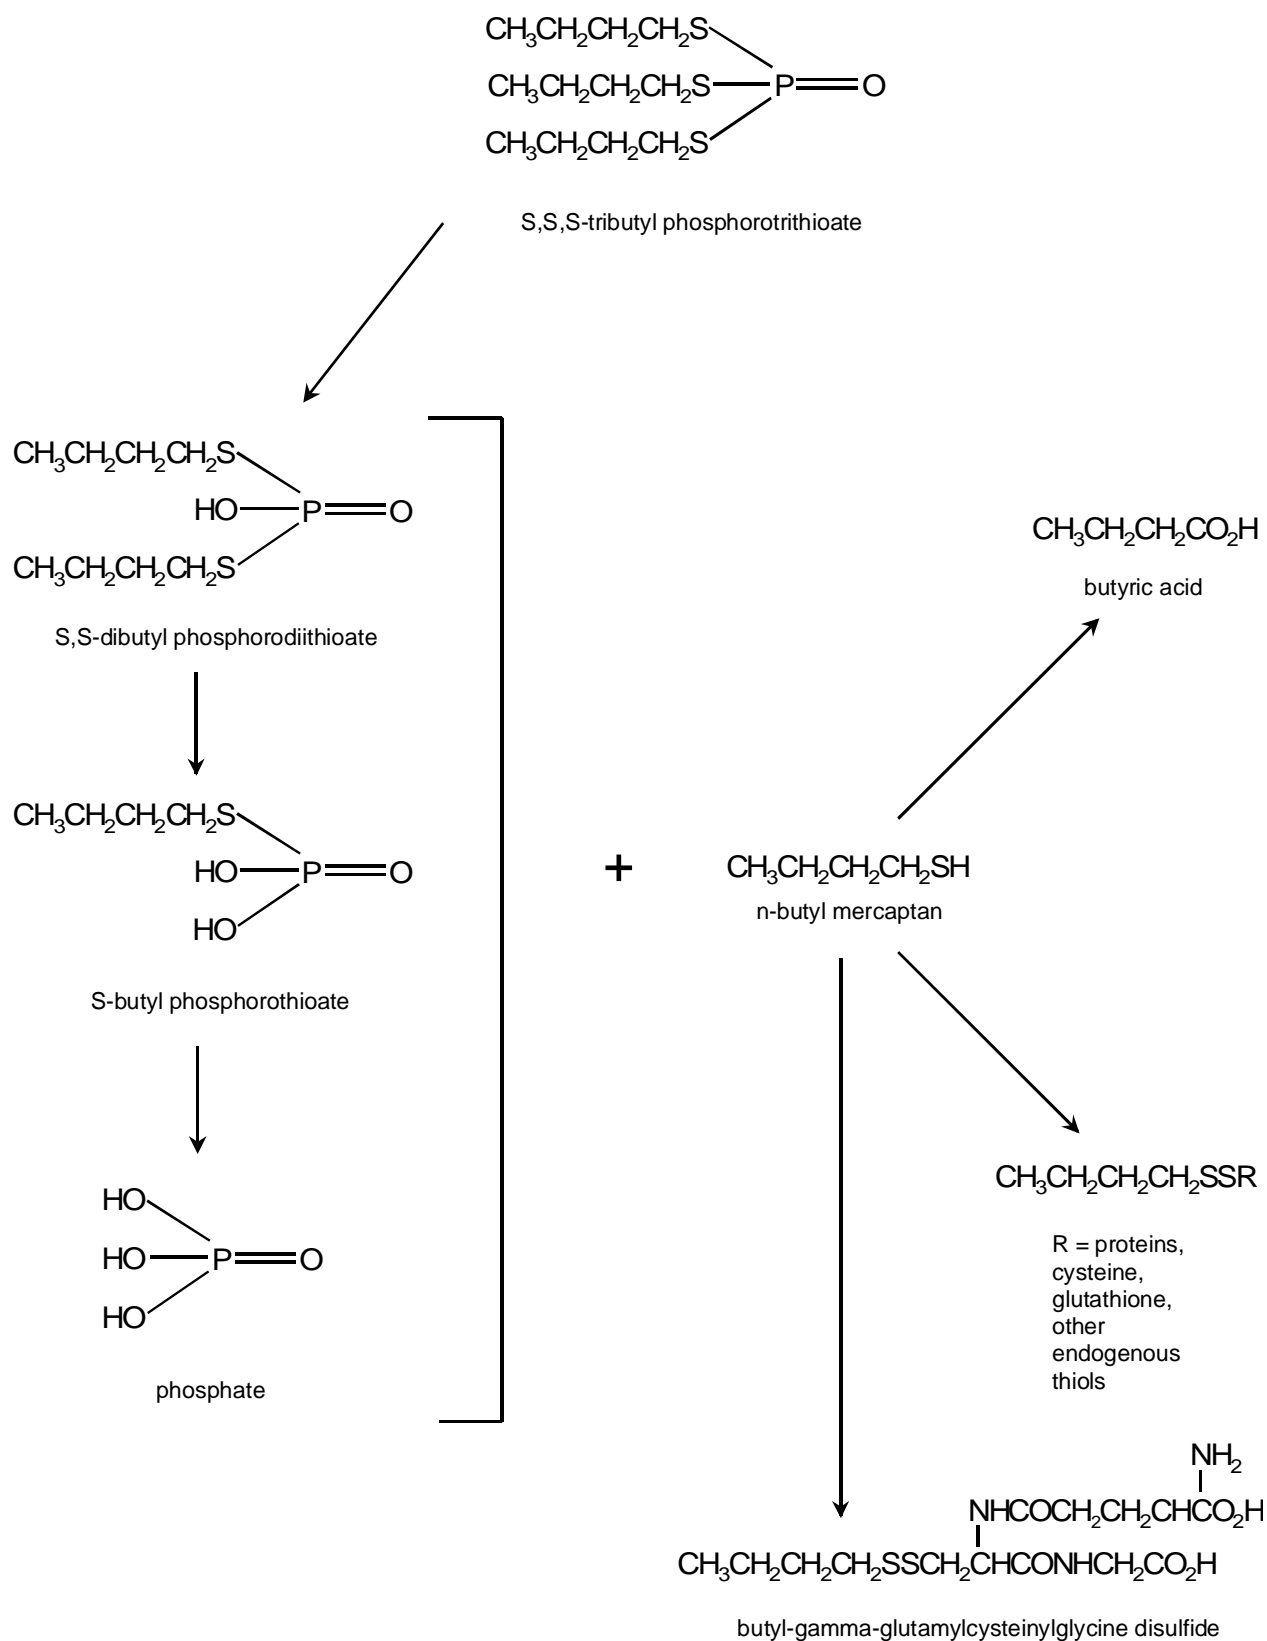 CH₃CH₂CH₂CH₂S
CH₃CH₂CH₂CH₂S P O
CH₃CH₂CH₂CH₂S
S,S,S-tributyl phosphorotrithioate
CH₃CH₂CH₂CH₂S
HO P O
CH₃CH₂CH₂CH₂S
S,S-dibutyl phosphorodiithioate
CH₃CH₂CH₂CH₂S
HO P O
HO
S-butyl phosphorothioate
HO
HO P O
HO
phosphate
+
CH₃CH₂CH₂CH₂SH
n-butyl mercaptan
CH₃CH₂CH₂CO₂H
butyric acid
CH₃CH₂CH₂CH₂SSR
R = proteins,
cysteine,
glutathione,
other
endogenous
thiols
NH₂
NHCOCH₂CH₂CHCO₂H
CH₃CH₂CH₂CH₂SSCH₂CHCONHCH₂CO₂H
butyl-gamma-glutamylcysteinylglycine disulfide